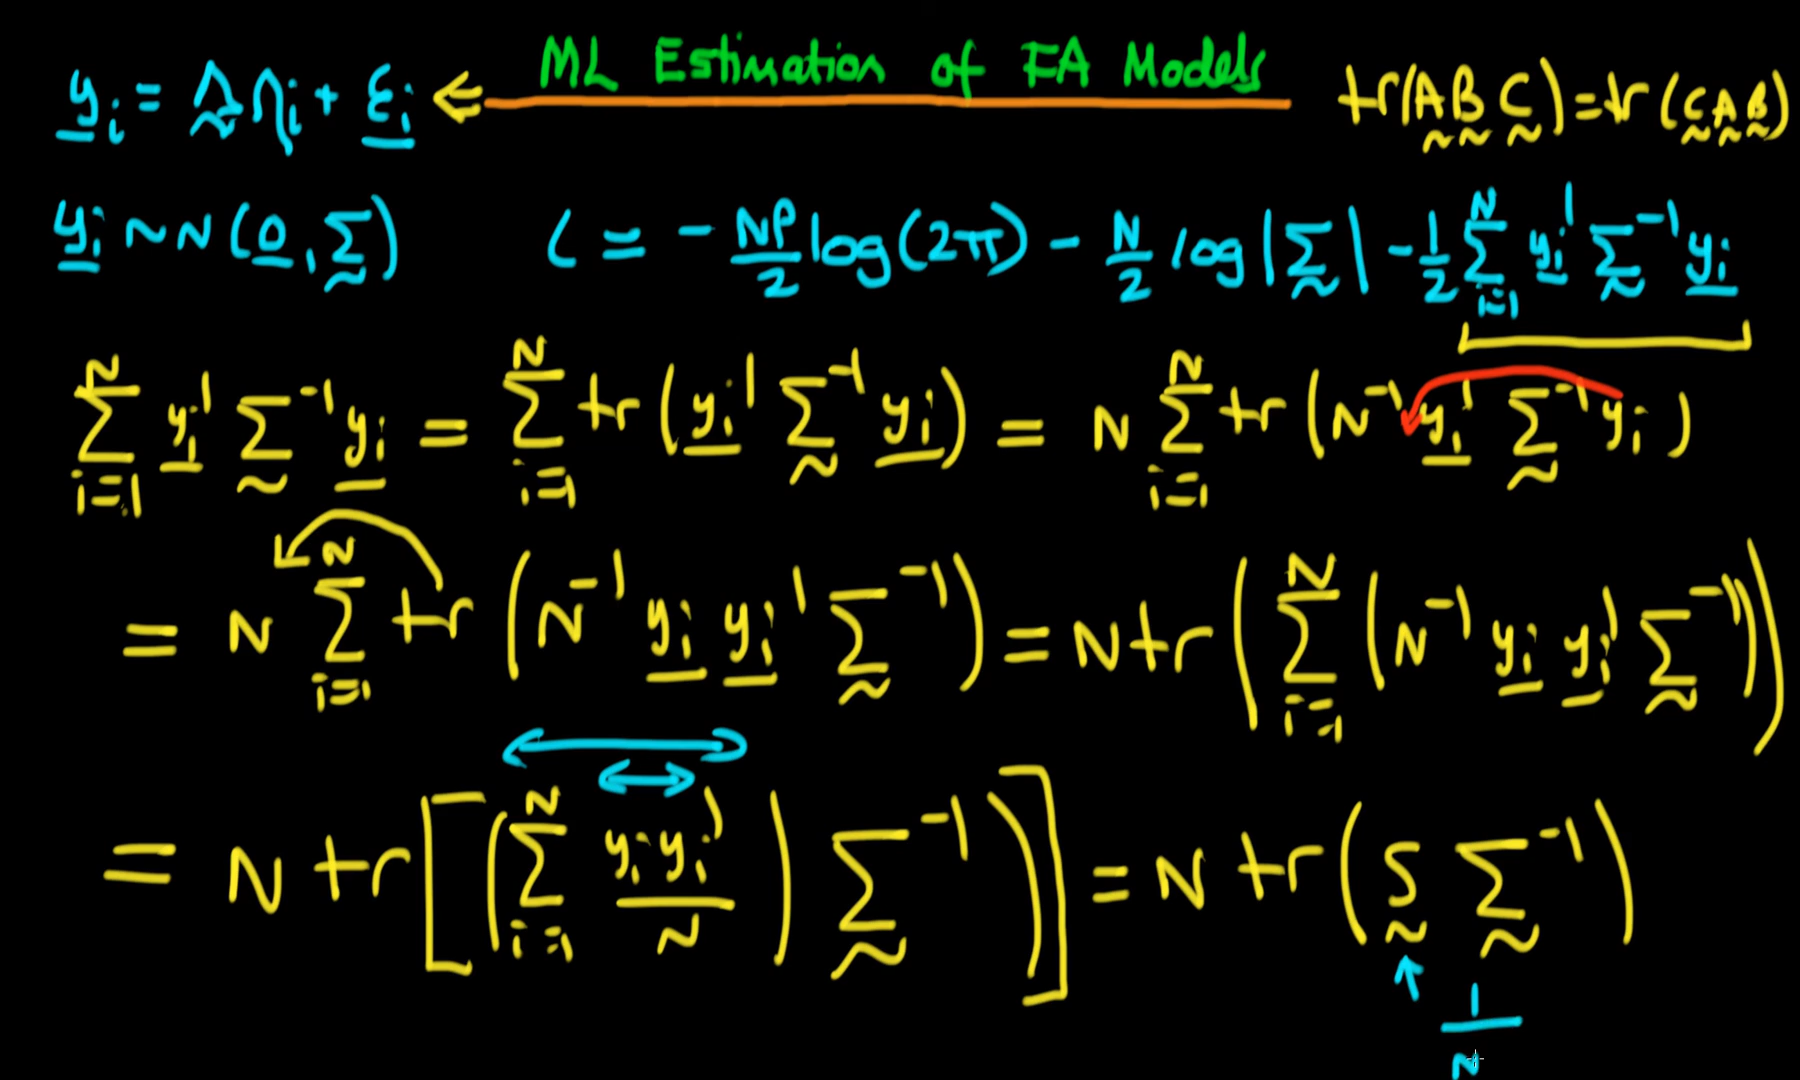 ML Estimation of FA Models
y_i = Λ η_i + ε_i ⇐
tr(A B C) = tr(C A B)
y_i ~ N(0, Σ)
l = - NP/2 log(2π) - N/2 log|Σ| - 1/2 Σ_{i=1}^{N} y_i' Σ^{-1} y_i
Σ_{i=1}^{N} y_i' Σ^{-1} y_i = Σ_{i=1}^{N} tr(y_i' Σ^{-1} y_i) = N Σ_{i=1}^{N} tr(N^{-1} y_i' Σ^{-1} y_i)
= N Σ_{i=1}^{N} tr(N^{-1} y_i y_i' Σ^{-1}) = N tr(Σ_{i=1}^{N} (N^{-1} y_i y_i' Σ^{-1}))
= N tr[(Σ_{i=1}^{N} y_i y_i' / N) Σ^{-1})] = N tr(S Σ^{-1})
1/N